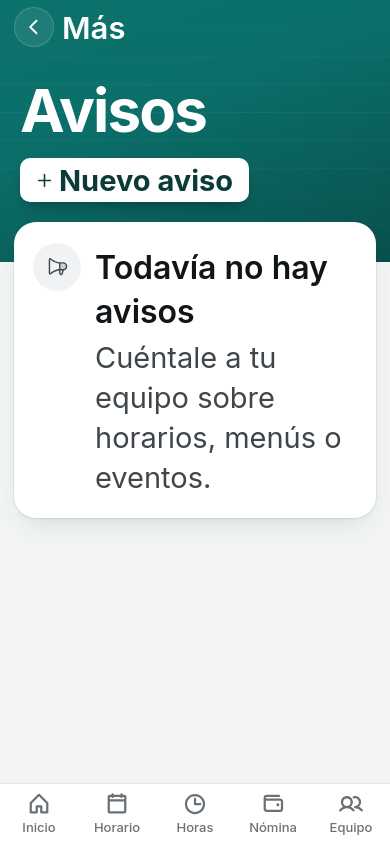 Más
Avisos
+ Nuevo aviso
Todavía no hay
avisos
Cuéntale a tu
equipo sobre
horarios, menús o
eventos.
Inicio
Horario
Horas
Nómina
Equipo